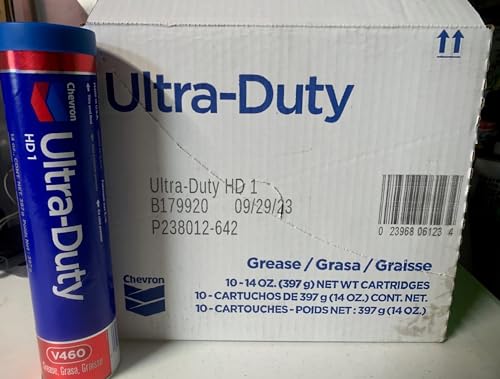 Chevron
Ultra-Duty
HD 1
V460
Grease, Grasa, Graisse
Ultra-Duty
Ultra-Duty HD 1
B179920 09/29/23
P238012-642
0 23968 06123 4
Grease / Grasa / Graisse
Chevron
10 - 14 OZ. (397 g) NET WT CARTRIDGES
10 - CARTUCHOS DE 397 g (14 OZ.) CONT. NET.
10 - CARTOUCHES - POIDS NET : 397 g (14 OZ.)